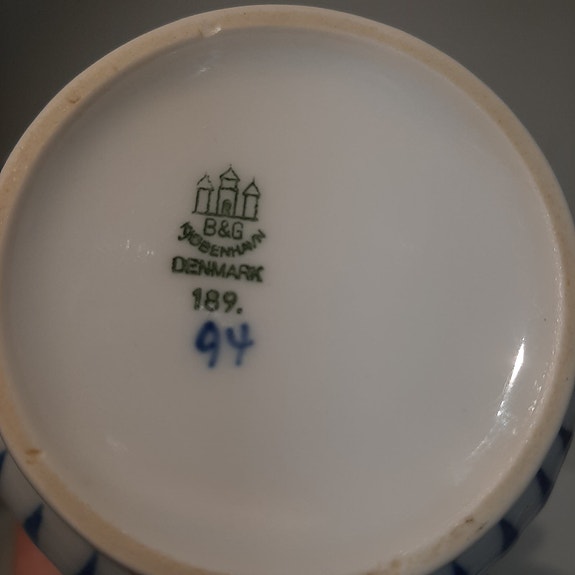 B&G
KJØBENHAVN
DENMARK
189.
94